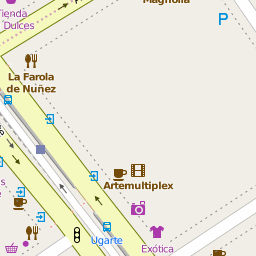 Magnolia
Tienda
Dulces
P
La Farola
de Nuñez
Artemultiplex
Ugarte
Exótica